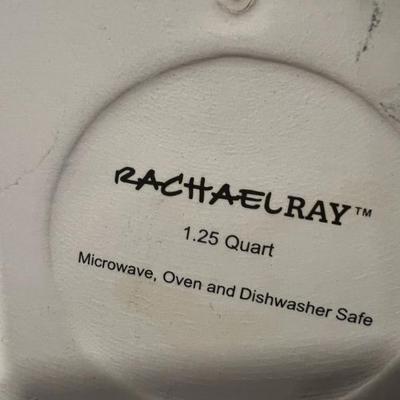 RACHAELRAY™
1.25 Quart
Microwave, Oven and Dishwasher Safe